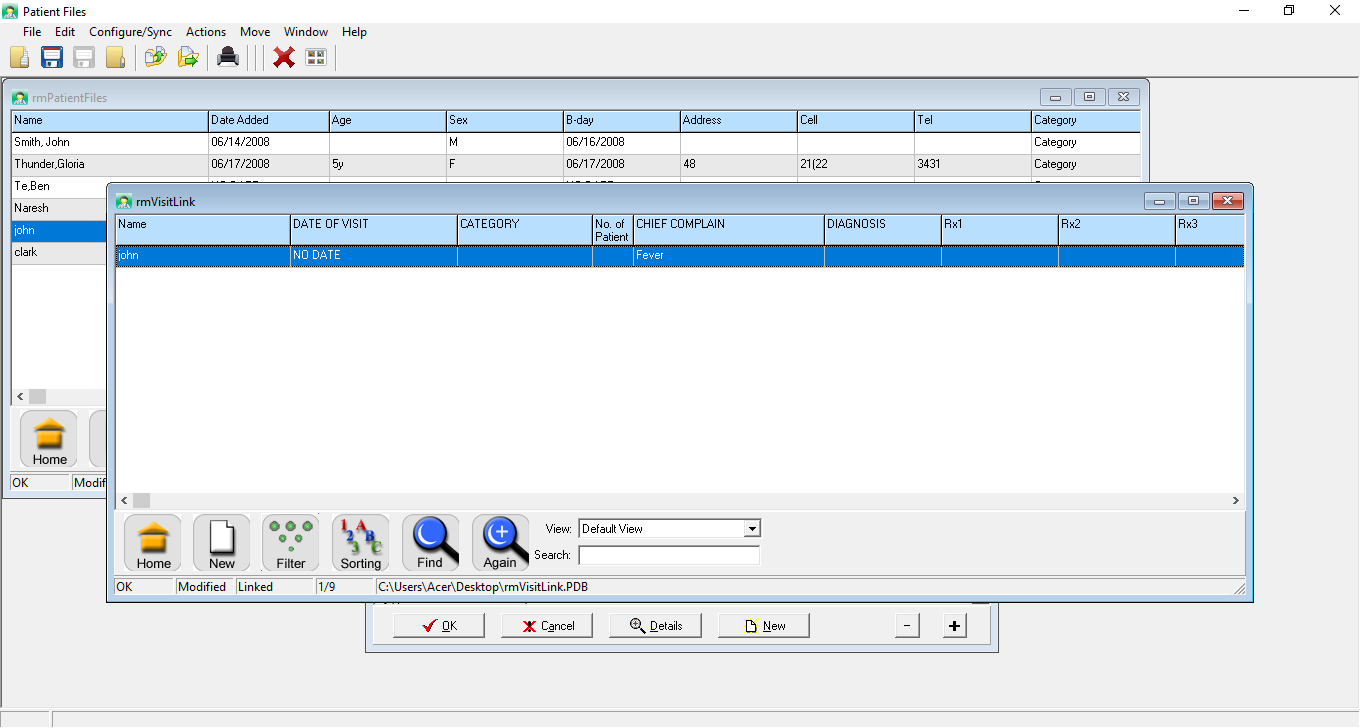 Patient Files
File Edit Configure/Sync Actions Move Window Help
rmPatientFiles
Name Date Added Age Sex B-day Address Cell Tel Category
Smith, John 06/14/2008 M 06/16/2008 Category
Thunder,Gloria 06/17/2008 5y F 06/17/2008 48 21(22 3431 Category
Te,Ben
Naresh
john
clark
Home
OK Modif
rmVisitLink
Name DATE OF VISIT CATEGORY No. of Patient CHIEF COMPLAIN DIAGNOSIS Rx1 Rx2 Rx3
john NO DATE Fever
Home New Filter Sorting Find Again
View: Default View
Search:
OK Modified Linked 1/9 C:\Users\Acer\Desktop\rmVisitLink.PDB
OK Cancel Details New - +